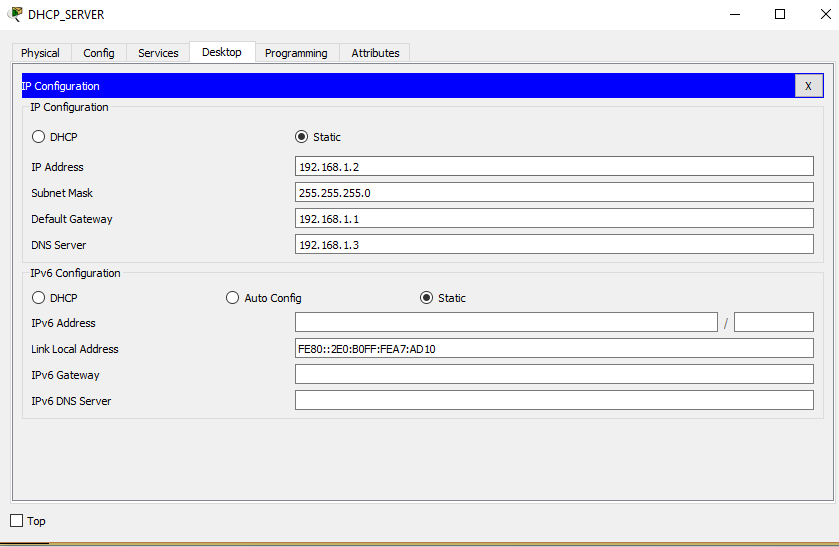 DHCP_SERVER
Physical Config Services Desktop Programming Attributes
IP Configuration X
IP Configuration
DHCP Static
IP Address 192.168.1.2
Subnet Mask 255.255.255.0
Default Gateway 192.168.1.1
DNS Server 192.168.1.3
IPv6 Configuration
DHCP Auto Config Static
IPv6 Address /
Link Local Address FE80::2E0:B0FF:FEA7:AD10
IPv6 Gateway
IPv6 DNS Server
Top